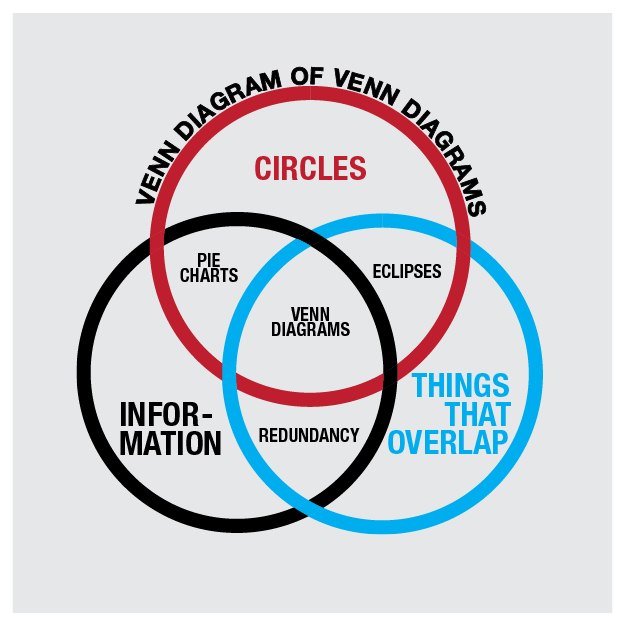 VENN DIAGRAM OF VENN DIAGRAMS
CIRCLES
PIE
CHARTS
ECLIPSES
VENN
DIAGRAMS
INFOR-
MATION
THINGS
THAT
OVERLAP
REDUNDANCY